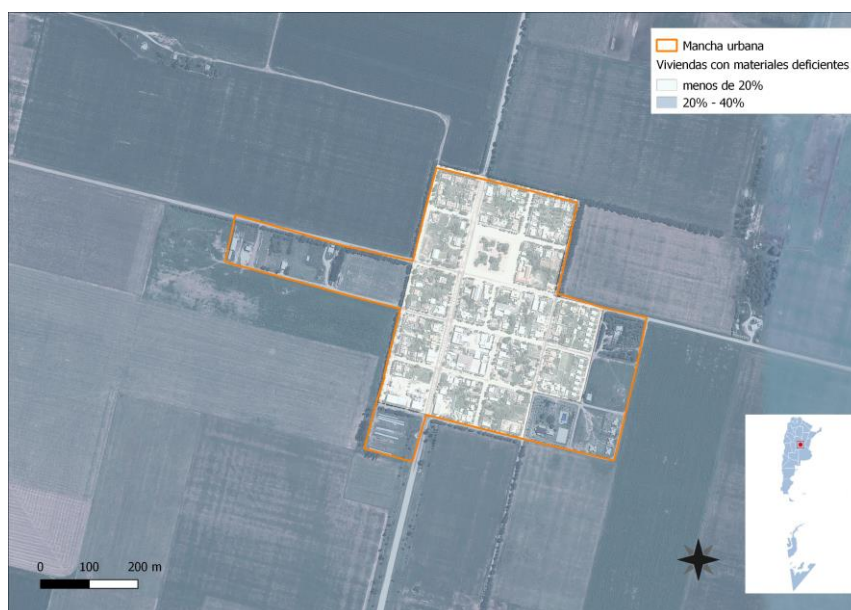 Mancha urbana
Viviendas con materiales deficientes
menos de 20%
20% - 40%
0 100 200 m